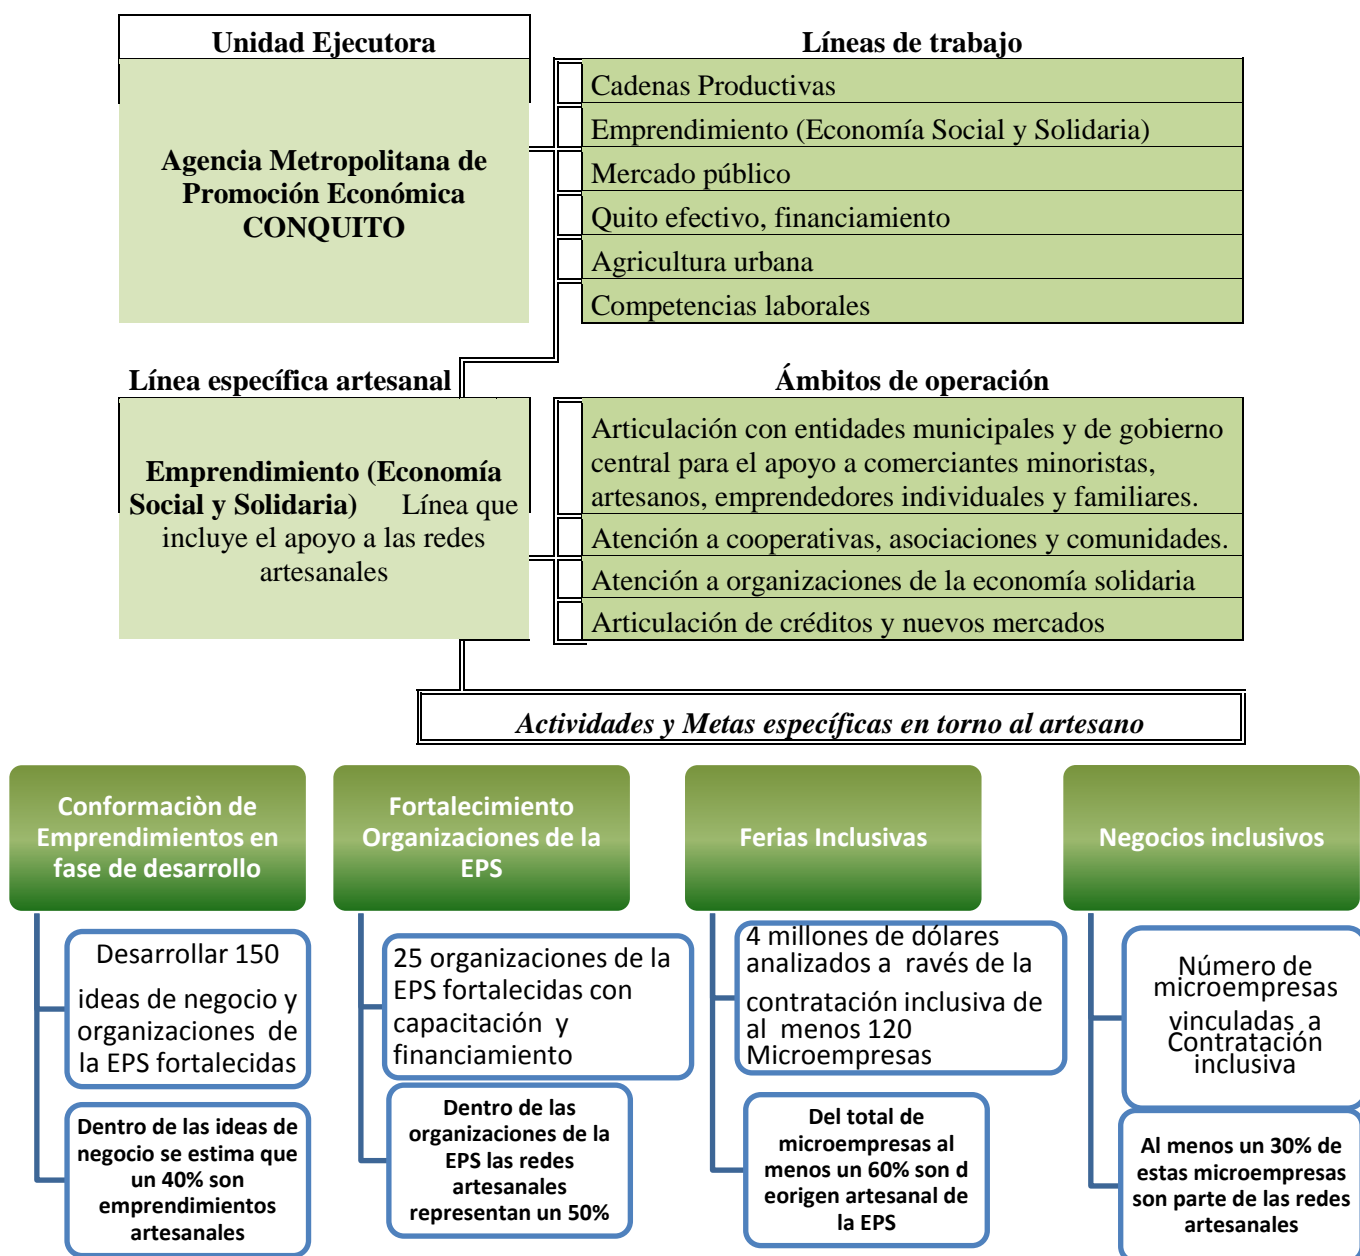 Unidad Ejecutora
Líneas de trabajo
Agencia Metropolitana de
Promoción Económica
CONQUITO
Cadenas Productivas
Emprendimiento (Economía Social y Solidaria)
Mercado público
Quito efectivo, financiamiento
Agricultura urbana
Competencias laborales
Línea específica artesanal
Ámbitos de operación
Emprendimiento (Economía
Social y Solidaria) Línea que
incluye el apoyo a las redes
artesanales
Articulación con entidades municipales y de gobierno
central para el apoyo a comerciantes minoristas,
artesanos, emprendedores individuales y familiares.
Atención a cooperativas, asociaciones y comunidades.
Atención a organizaciones de la economía solidaria
Articulación de créditos y nuevos mercados
Actividades y Metas específicas en torno al artesano
Conformaciòn de
Emprendimientos en
fase de desarrollo
Desarrollar 150
ideas de negocio y
organizaciones de
la EPS fortalecidas
Dentro de las ideas de
negocio se estima que
un 40% son
emprendimientos
artesanales
Fortalecimiento
Organizaciones de la
EPS
25 organizaciones de la
EPS fortalecidas con
capacitación y
financiamiento
Dentro de las
organizaciones de la
EPS las redes
artesanales
representan un 50%
Ferias Inclusivas
4 millones de dólares
analizados a ravés de la
contratación inclusiva de
al menos 120
Microempresas
Del total de
microempresas al
menos un 60% son d
eorigen artesanal de
la EPS
Negocios inclusivos
Número de
microempresas
vinculadas a
Contratación
inclusiva
Al menos un 30% de
estas microempresas
son parte de las redes
artesanales